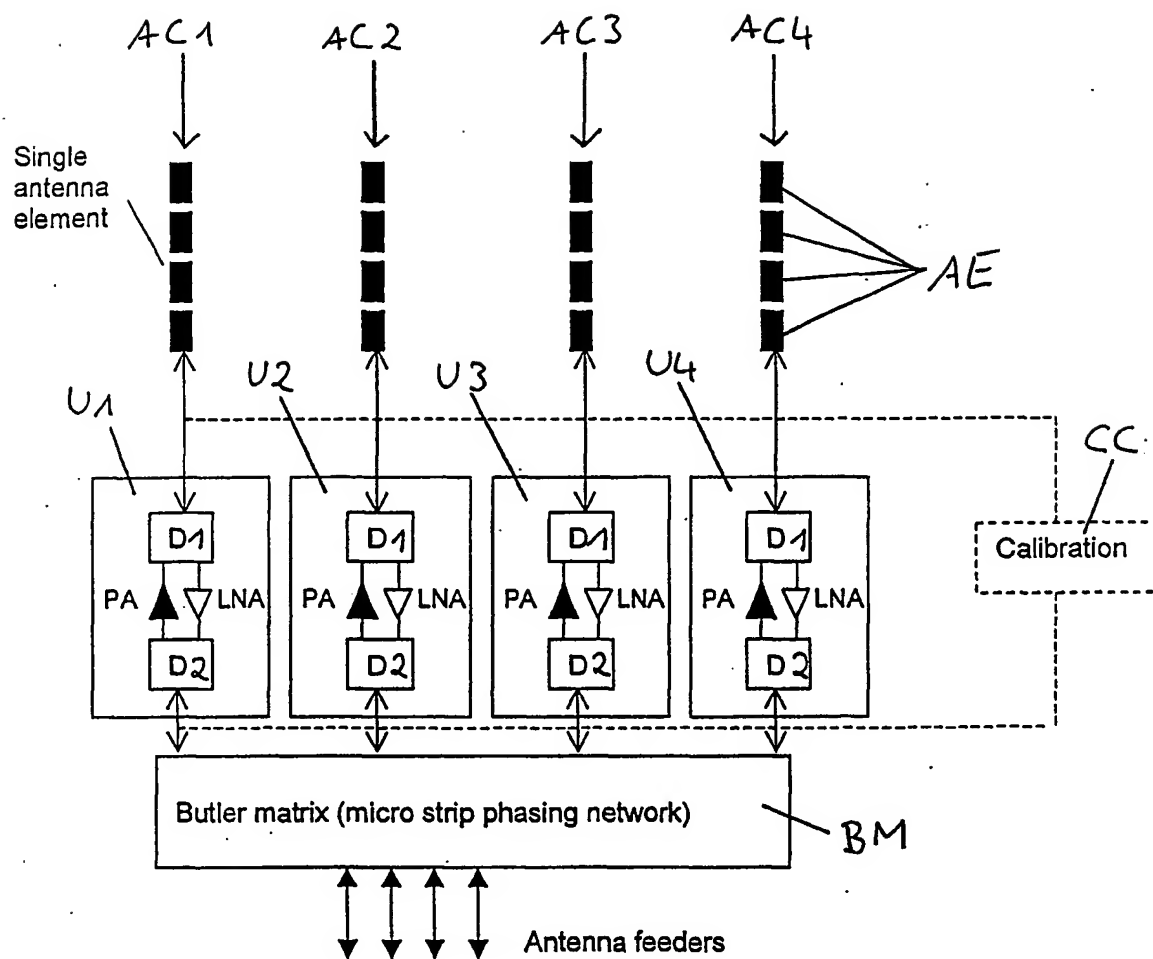 AC1 AC2 AC3 AC4
Single
antenna
element
AE
U1 U2 U3 U4
CC
D1 D1 D1 D1
Calibration
PA LNA PA LNA PA LNA PA LNA
D2 D2 D2 D2
Butler matrix (micro strip phasing network)
BM
Antenna feeders